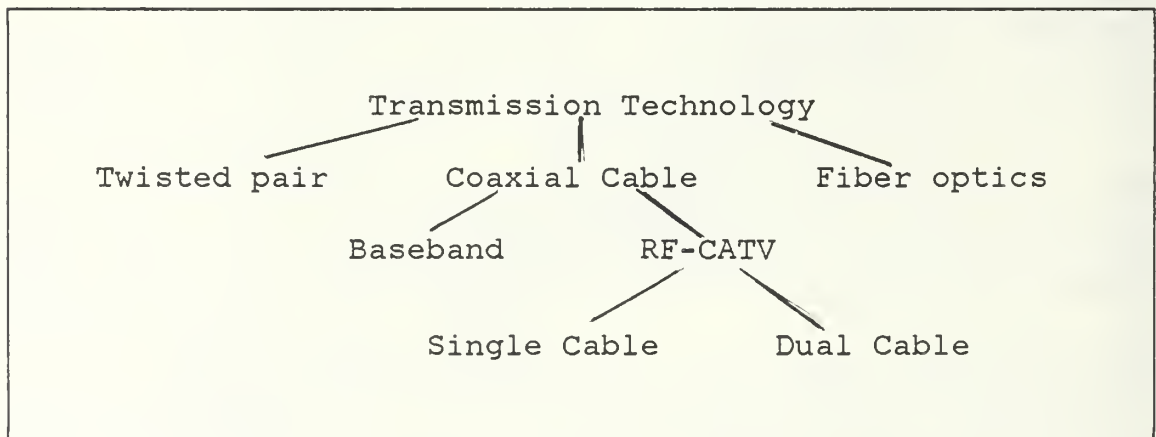 Transmission Technology
Twisted pair Coaxial Cable Fiber optics
Baseband RF-CATV
Single Cable Dual Cable